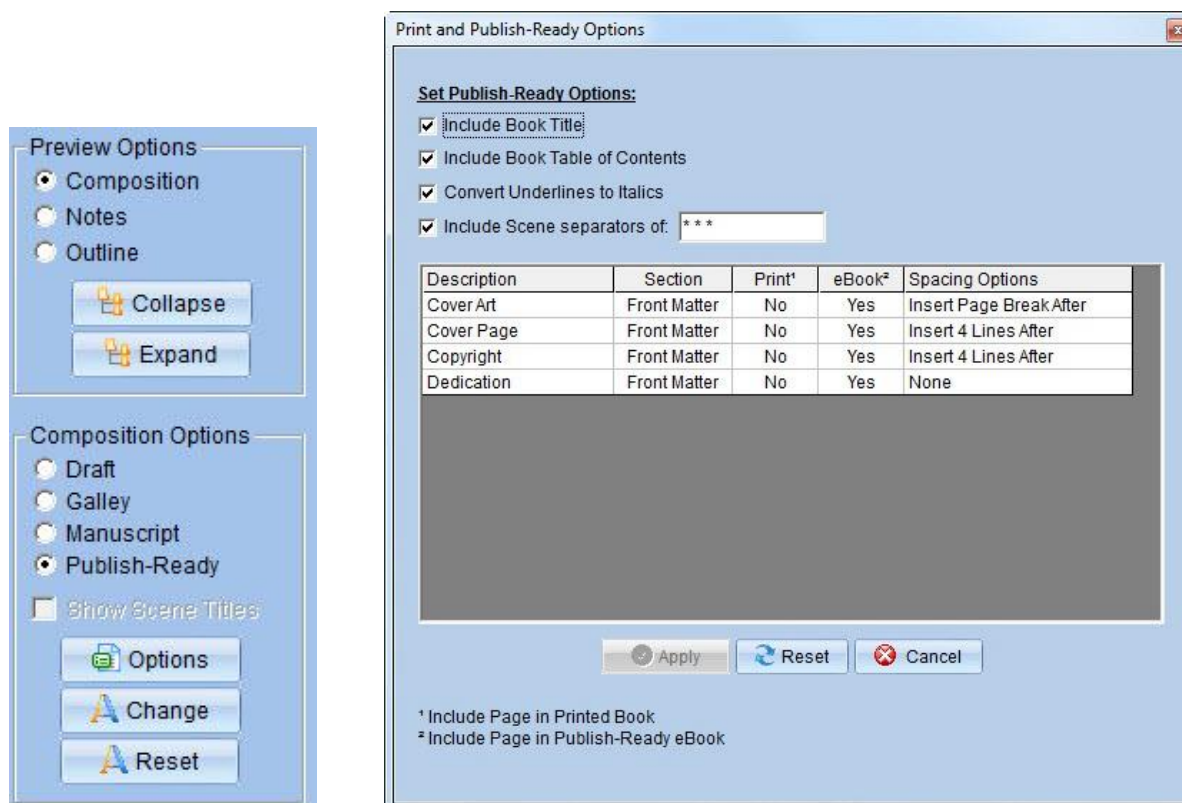 Preview Options
Composition
Notes
Outline
Collapse
Expand
Composition Options
Draft
Galley
Manuscript
Publish-Ready
Show Scene Titles
Options
Change
Reset
Print and Publish-Ready Options
Set Publish-Ready Options:
Include Book Title
Include Book Table of Contents
Convert Underlines to Italics
Include Scene separators of: * * *
Description Section Print¹ eBook² Spacing Options
Cover Art Front Matter No Yes Insert Page Break After
Cover Page Front Matter No Yes Insert 4 Lines After
Copyright Front Matter No Yes Insert 4 Lines After
Dedication Front Matter No Yes None
Apply Reset Cancel
¹ Include Page in Printed Book
² Include Page in Publish-Ready eBook